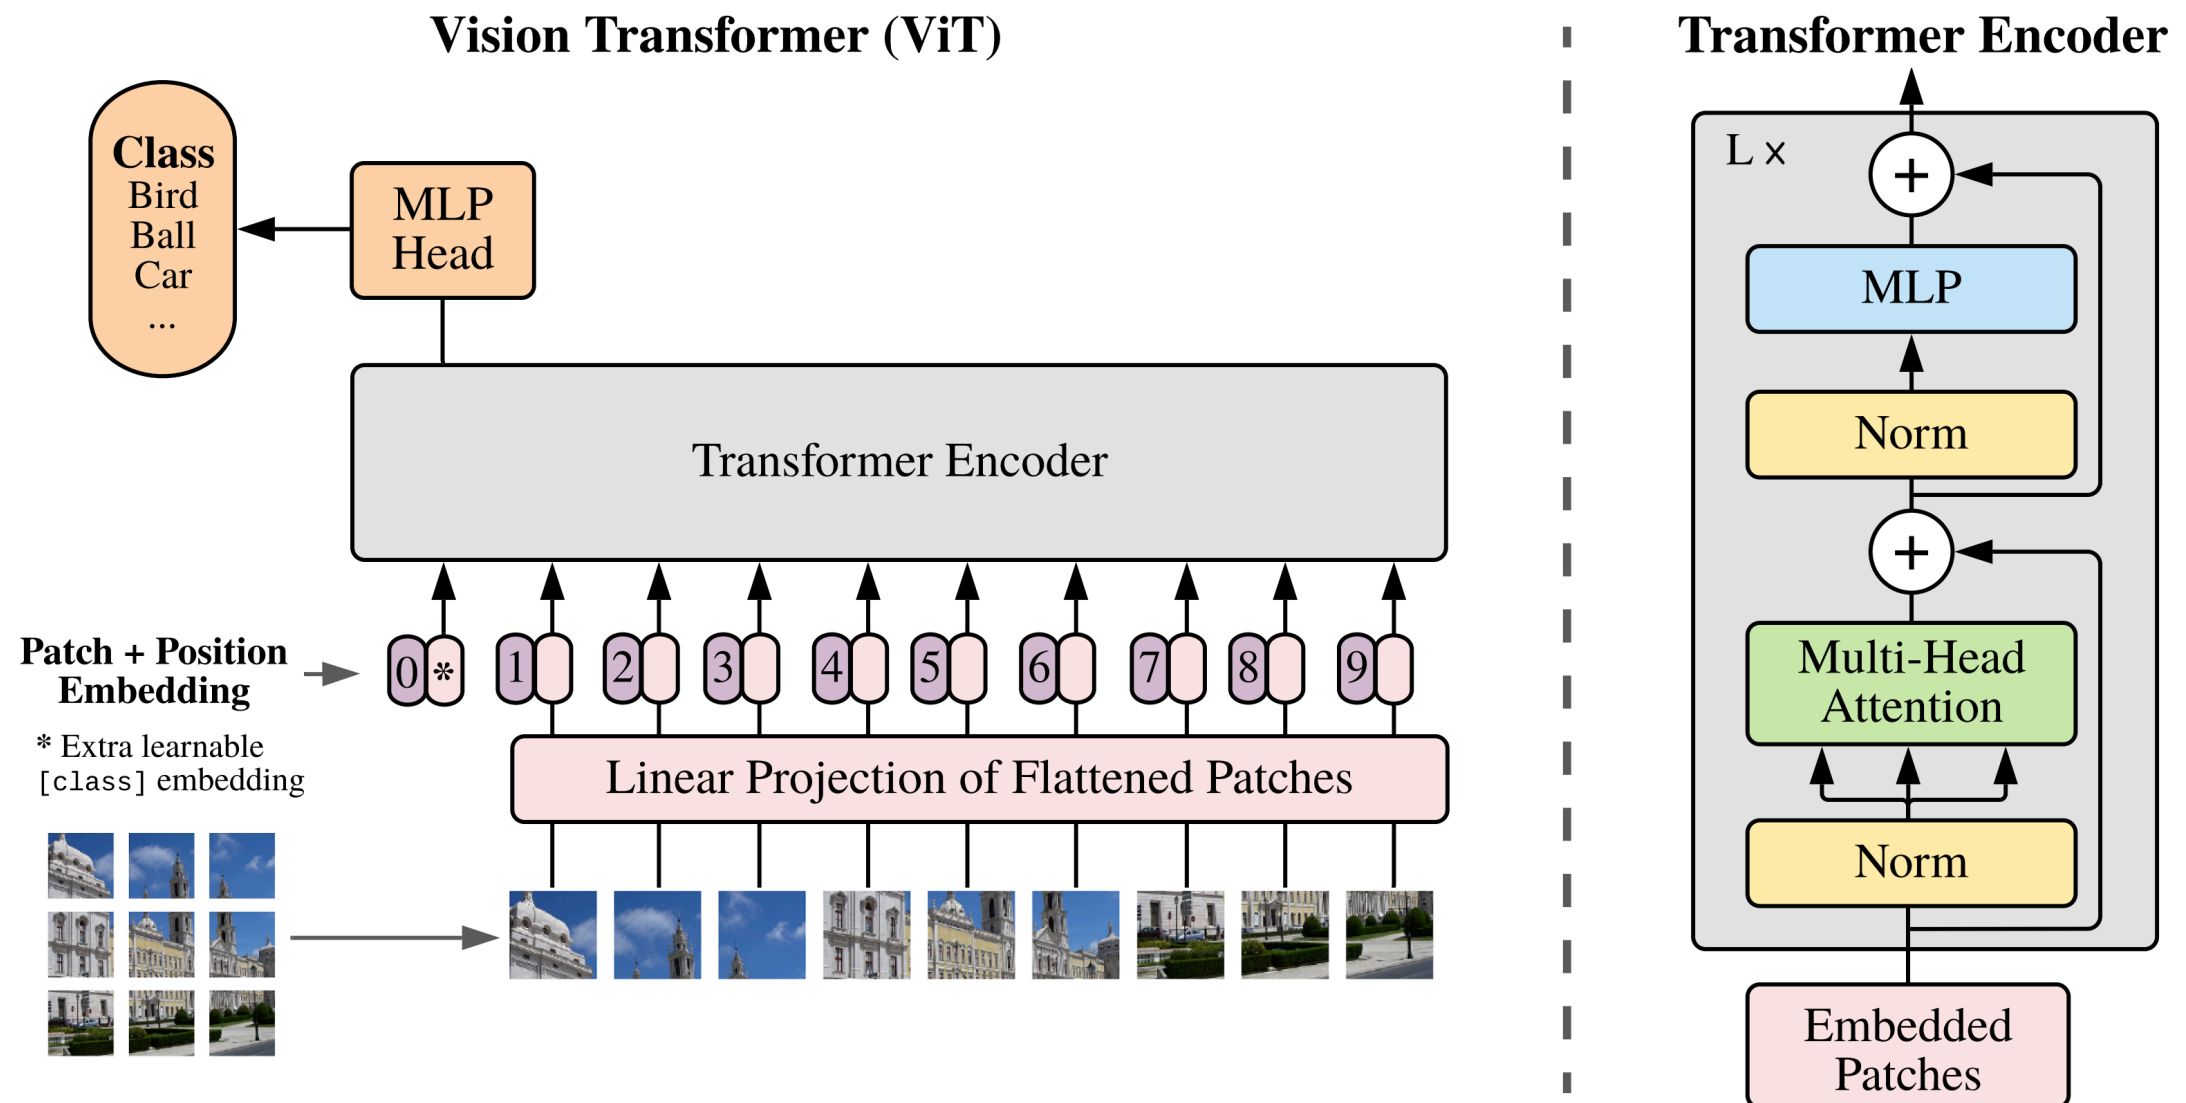 Vision Transformer (ViT)
Class
Bird
Ball
Car
...
MLP
Head
Transformer Encoder
Patch + Position
Embedding
0 * 1 2 3 4 5 6 7 8 9
* Extra learnable
[class] embedding
Linear Projection of Flattened Patches
Transformer Encoder
L ×
+
MLP
Norm
+
Multi-Head
Attention
Norm
Embedded
Patches